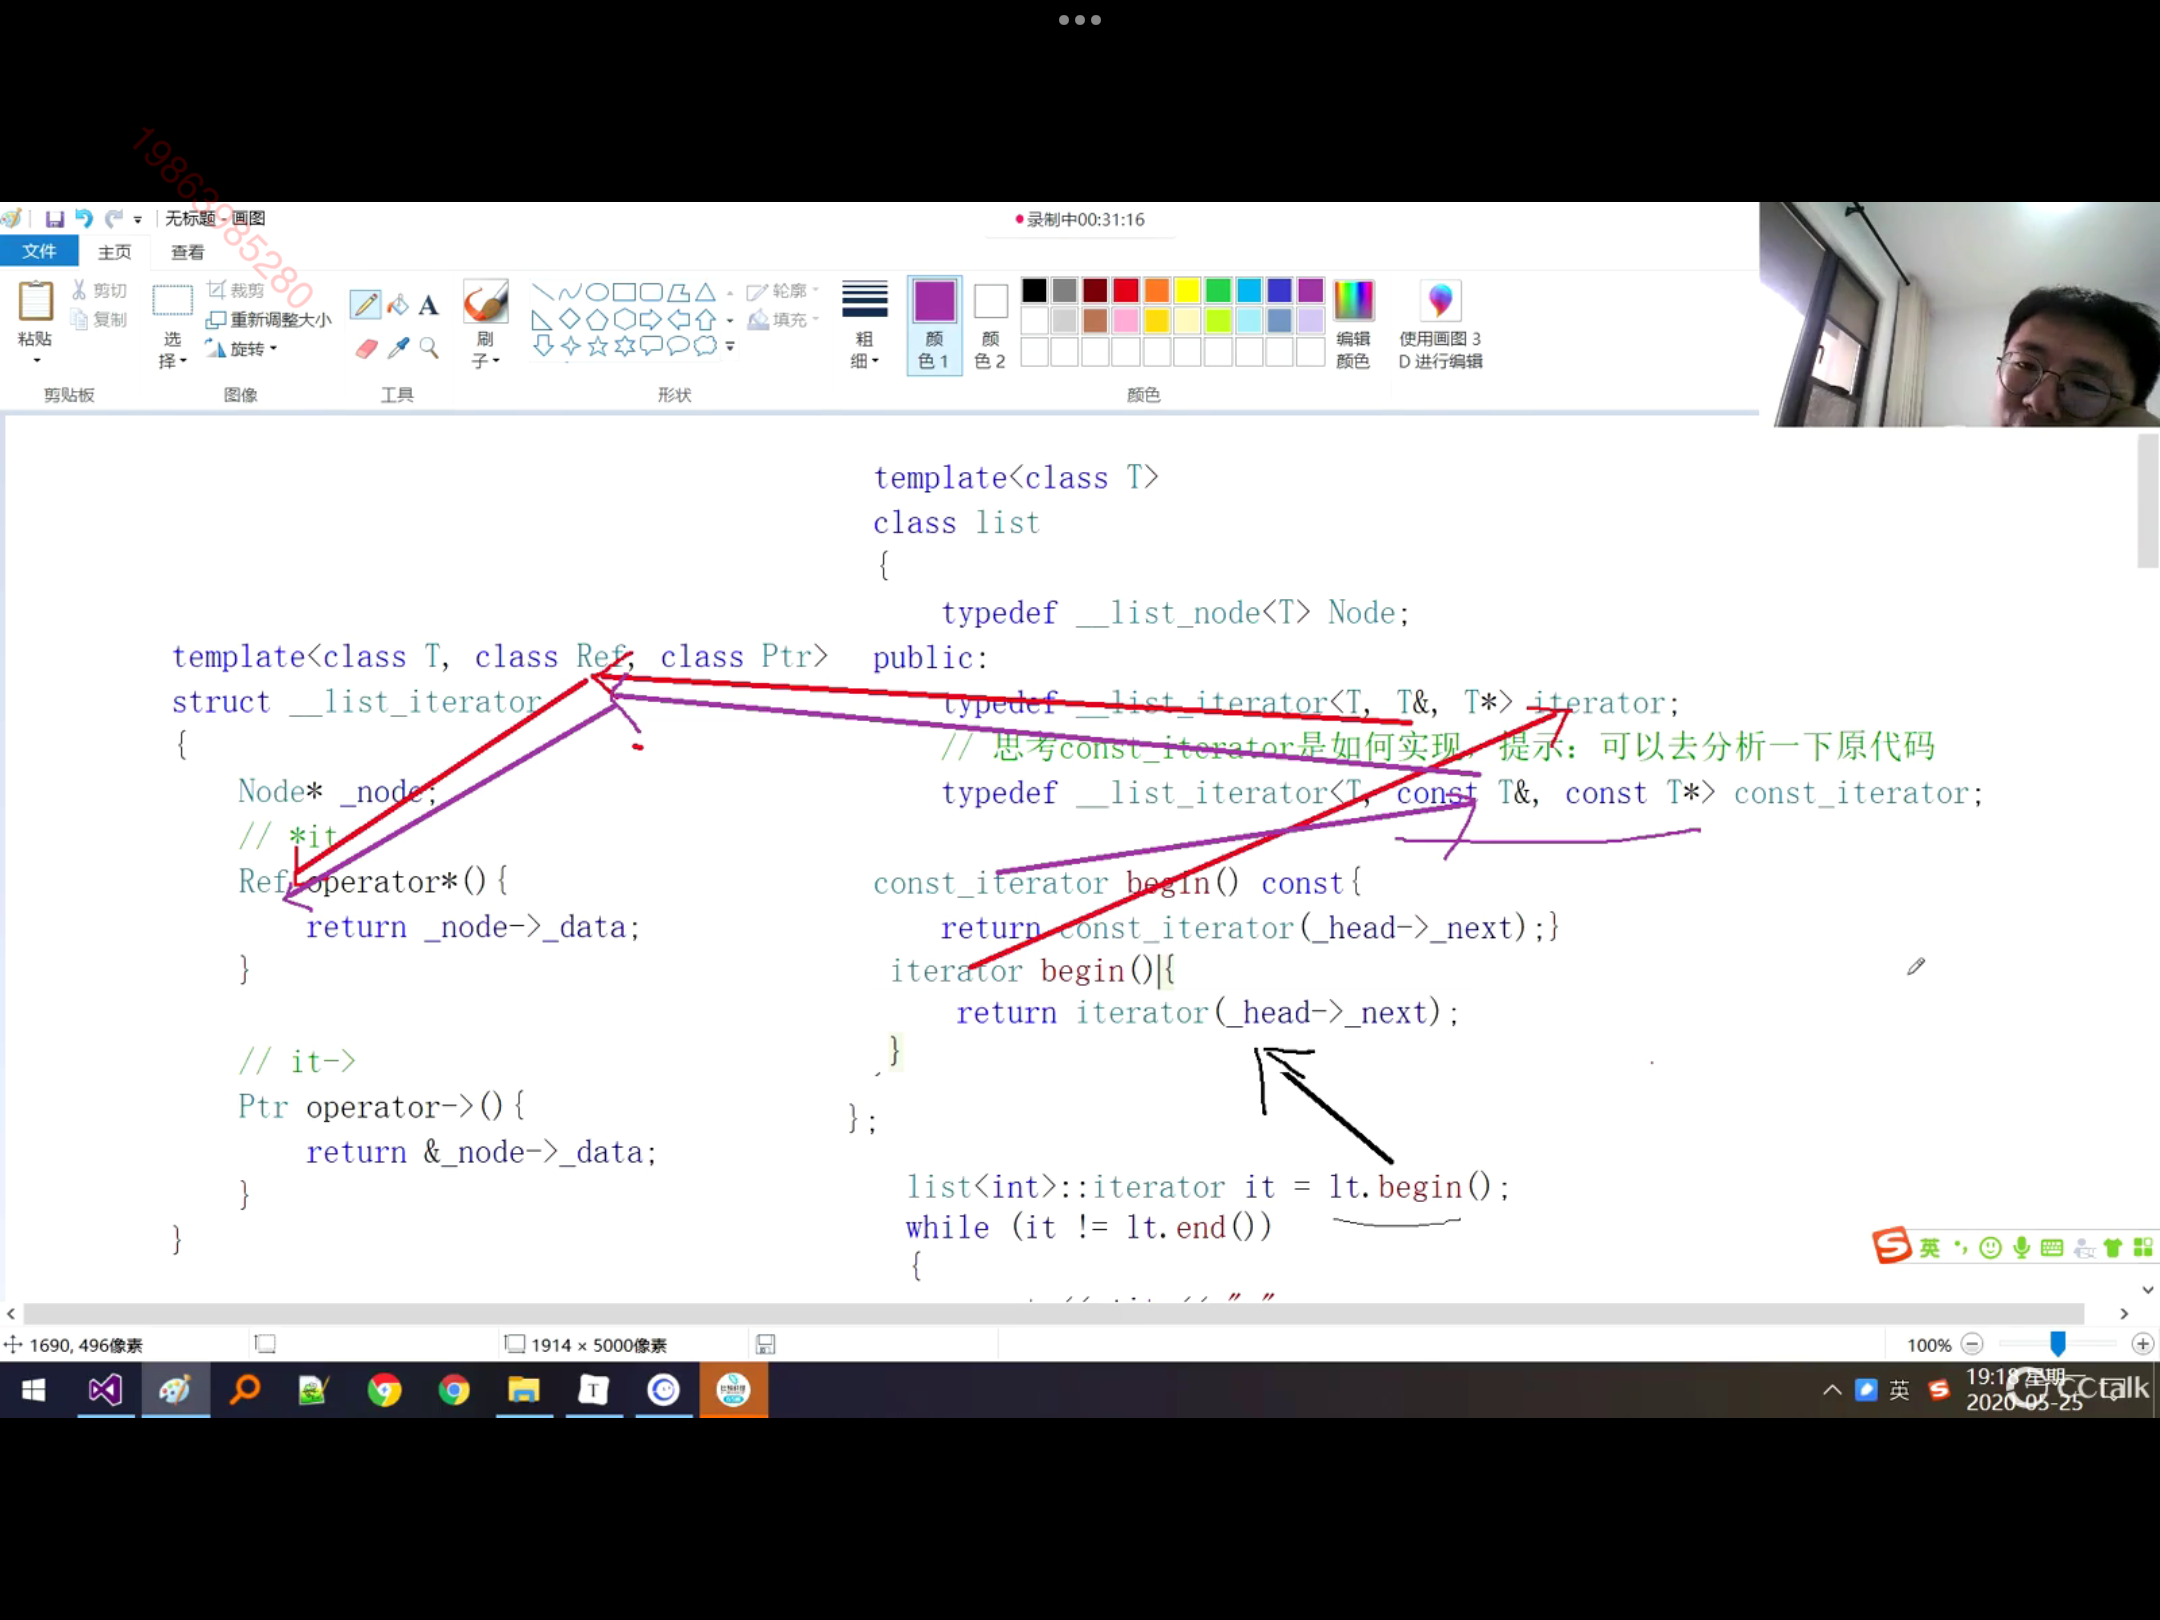 19863985280
无标题 - 画图
录制中00:31:16
文件 主页 查看
粘贴 剪切 复制 剪贴板
选择 裁剪 重新调整大小 旋转 图像
工具
刷子
形状 轮廓 填充
粗细
颜色1 颜色2 编辑颜色 颜色
使用画图 3D 进行编辑
template<class T, class Ref, class Ptr>
struct __list_iterator
{
Node* _node;
// *it
Ref operator*(){
return _node->_data;
}
// it->
Ptr operator->(){
return &_node->_data;
}
}
template<class T>
class list
{
typedef __list_node<T> Node;
public:
typedef __list_iterator<T, T&, T*> iterator;
// 思考const_iterator是如何实现，提示：可以去分析一下原代码
typedef __list_iterator<T, const T&, const T*> const_iterator;
const_iterator begin() const{
return const_iterator(_head->_next);}
iterator begin(){
return iterator(_head->_next);
}
};
list<int>::iterator it = lt.begin();
while (it != lt.end())
{
英
1690, 496像素
1914 × 5000像素
100%
英
19:18 星期一
2020-05-25
CCtalk